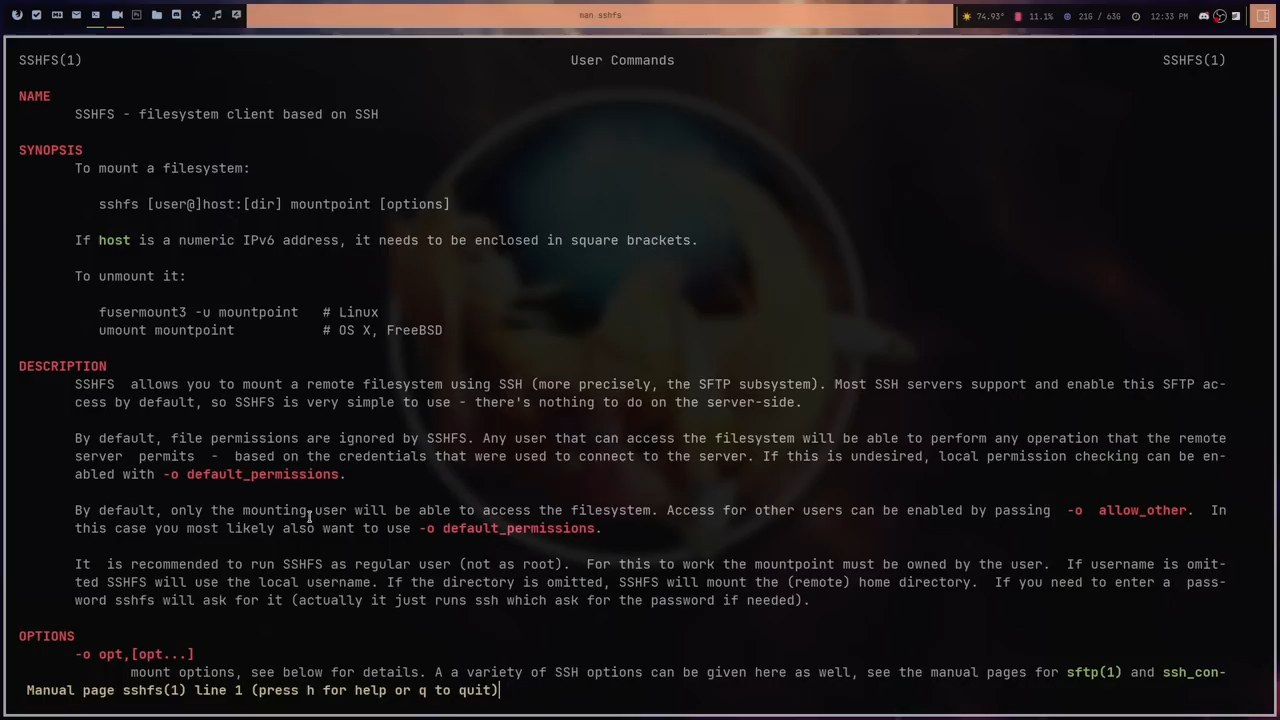 man sshfs
74.93° 11.1% 21G / 63G 12:33 PM
SSHFS(1) User Commands SSHFS(1)
NAME
SSHFS - filesystem client based on SSH
SYNOPSIS
To mount a filesystem:
sshfs [user@]host:[dir] mountpoint [options]
If host is a numeric IPv6 address, it needs to be enclosed in square brackets.
To unmount it:
fusermount3 -u mountpoint # Linux
umount mountpoint # OS X, FreeBSD
DESCRIPTION
SSHFS allows you to mount a remote filesystem using SSH (more precisely, the SFTP subsystem). Most SSH servers support and enable this SFTP ac-
cess by default, so SSHFS is very simple to use - there's nothing to do on the server-side.
By default, file permissions are ignored by SSHFS. Any user that can access the filesystem will be able to perform any operation that the remote
server permits - based on the credentials that were used to connect to the server. If this is undesired, local permission checking can be en-
abled with -o default_permissions.
By default, only the mounting user will be able to access the filesystem. Access for other users can be enabled by passing -o allow_other. In
this case you most likely also want to use -o default_permissions.
It is recommended to run SSHFS as regular user (not as root). For this to work the mountpoint must be owned by the user. If username is omit-
ted SSHFS will use the local username. If the directory is omitted, SSHFS will mount the (remote) home directory. If you need to enter a pass-
word sshfs will ask for it (actually it just runs ssh which ask for the password if needed).
OPTIONS
-o opt,[opt...]
mount options, see below for details. A a variety of SSH options can be given here as well, see the manual pages for sftp(1) and ssh_con-
Manual page sshfs(1) line 1 (press h for help or q to quit)